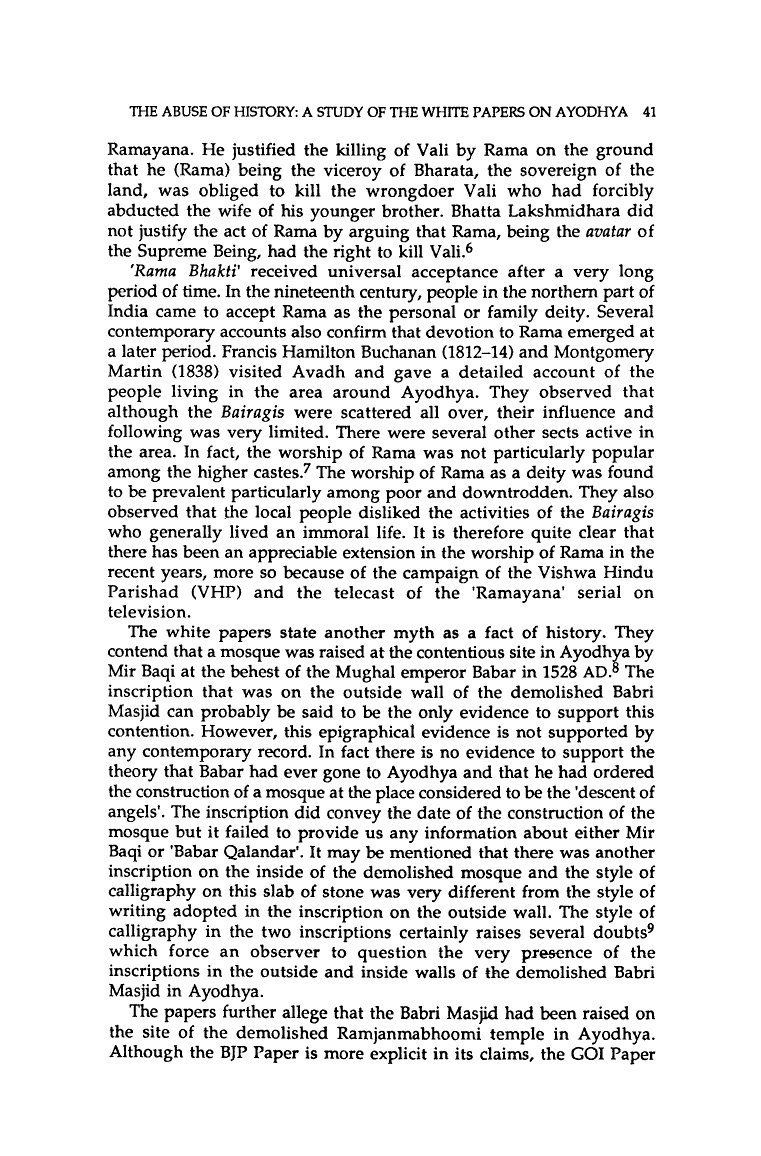 THE ABUSE OF HISTORY: A STUDY OF THE WHITE PAPERS ON AYODHYA 41
Ramayana. He justified the killing of Vali by Rama on the ground
that he (Rama) being the viceroy of Bharata, the sovereign of the
land, was obliged to kill the wrongdoer Vali who had forcibly
abducted the wife of his younger brother. Bhatta Lakshmidhara did
not justify the act of Rama by arguing that Rama, being the avatar of
the Supreme Being, had the right to kill Vali.6
'Rama Bhakti' received universal acceptance after a very long
period of time. In the nineteenth century, people in the northern part of
India came to accept Rama as the personal or family deity. Several
contemporary accounts also confirm that devotion to Rama emerged at
a later period. Francis Hamilton Buchanan (1812–14) and Montgomery
Martin (1838) visited Avadh and gave a detailed account of the
people living in the area around Ayodhya. They observed that
although the Bairagis were scattered all over, their influence and
following was very limited. There were several other sects active in
the area. In fact, the worship of Rama was not particularly popular
among the higher castes.7 The worship of Rama as a deity was found
to be prevalent particularly among poor and downtrodden. They also
observed that the local people disliked the activities of the Bairagis
who generally lived an immoral life. It is therefore quite clear that
there has been an appreciable extension in the worship of Rama in the
recent years, more so because of the campaign of the Vishwa Hindu
Parishad (VHP) and the telecast of the 'Ramayana' serial on
television.
The white papers state another myth as a fact of history. They
contend that a mosque was raised at the contentious site in Ayodhya by
Mir Baqi at the behest of the Mughal emperor Babar in 1528 AD.8 The
inscription that was on the outside wall of the demolished Babri
Masjid can probably be said to be the only evidence to support this
contention. However, this epigraphical evidence is not supported by
any contemporary record. In fact there is no evidence to support the
theory that Babar had ever gone to Ayodhya and that he had ordered
the construction of a mosque at the place considered to be the 'descent of
angels'. The inscription did convey the date of the construction of the
mosque but it failed to provide us any information about either Mir
Baqi or 'Babar Qalandar'. It may be mentioned that there was another
inscription on the inside of the demolished mosque and the style of
calligraphy on this slab of stone was very different from the style of
writing adopted in the inscription on the outside wall. The style of
calligraphy in the two inscriptions certainly raises several doubts9
which force an observer to question the very presence of the
inscriptions in the outside and inside walls of the demolished Babri
Masjid in Ayodhya.
The papers further allege that the Babri Masjid had been raised on
the site of the demolished Ramjanmabhoomi temple in Ayodhya.
Although the BJP Paper is more explicit in its claims, the GOI Paper